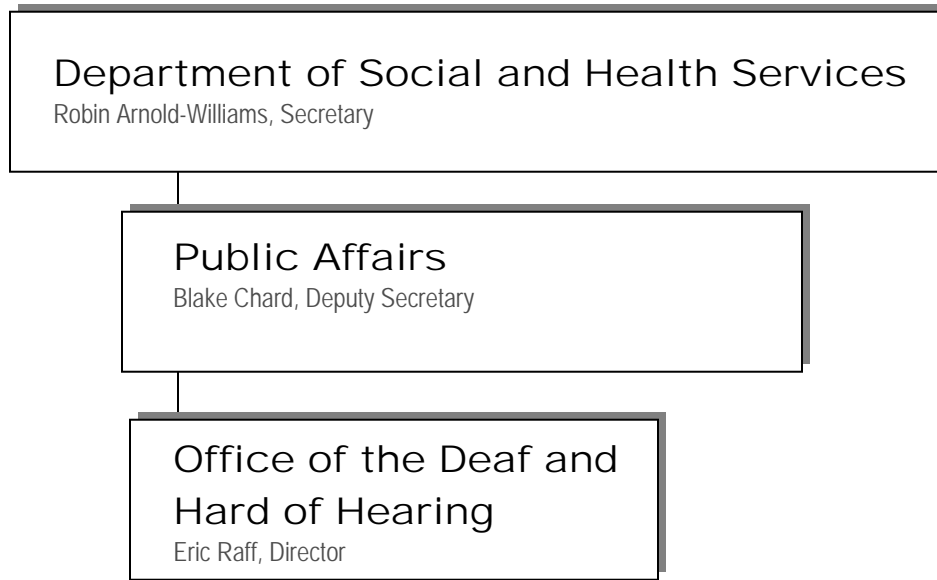 Department of Social and Health Services
Robin Arnold-Williams, Secretary
Public Affairs
Blake Chard, Deputy Secretary
Office of the Deaf and
Hard of Hearing
Eric Raff, Director